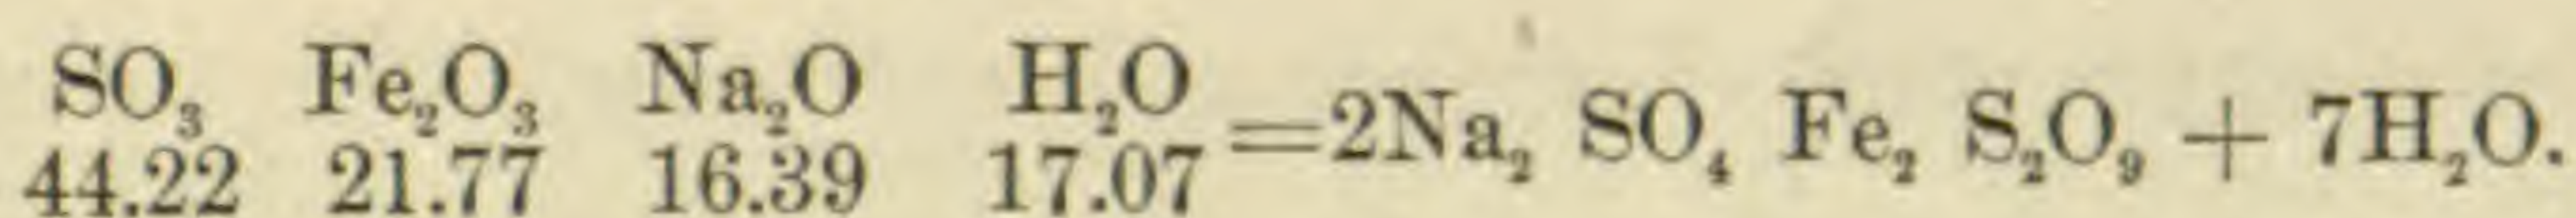 SO₃ Fe₂O₃ Na₂O H₂O
=2Na₂ SO₄ Fe₂ S₂O₉ + 7H₂O.
44.22 21.77 16.39 17.07